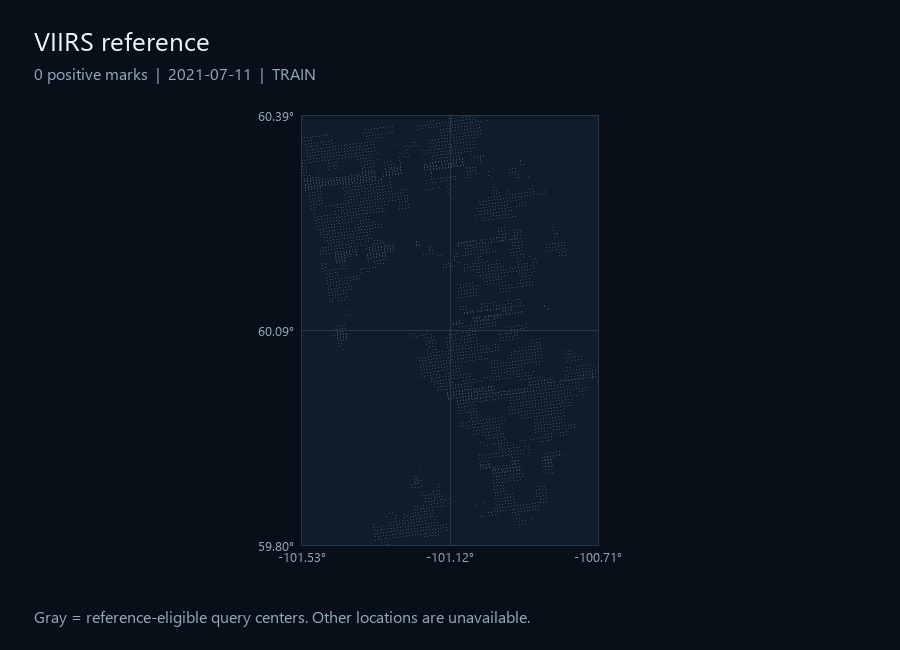 VIIRS reference
0 positive marks | 2021-07-11 | TRAIN
60.39°
60.09°
59.80°
-101.53°
-101.12°
-100.71°
Gray = reference-eligible query centers. Other locations are unavailable.